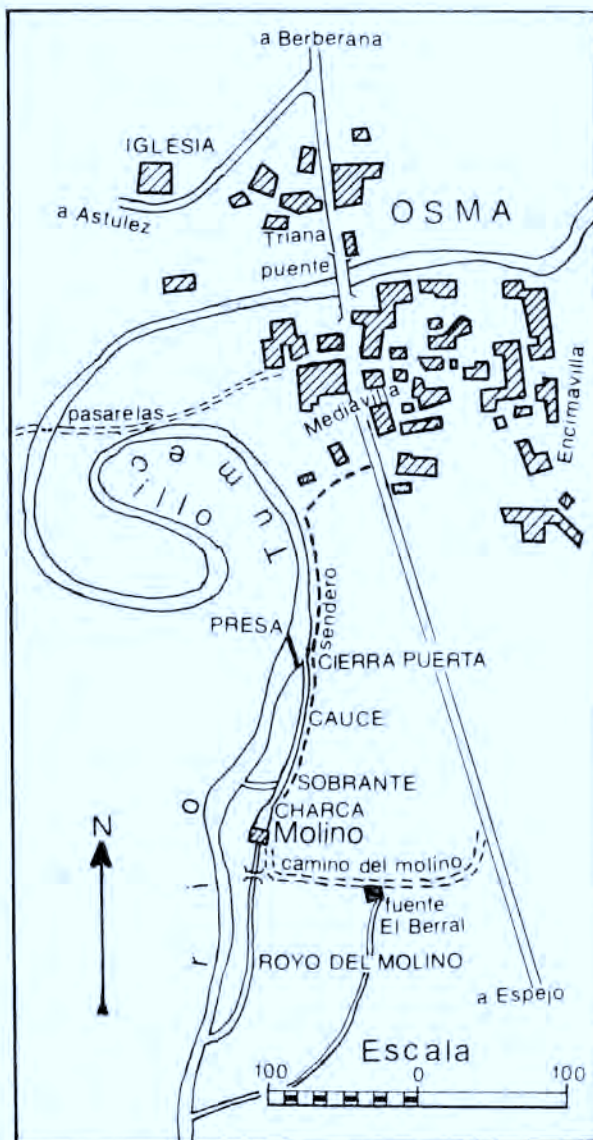 a Berberana
IGLESIA
a Astulez
OSMA
Triana
puente
Mediavilla
Encimavilla
pasarelas
río Tumecillo
sendero
PRESA
CIERRA PUERTA
CAUCE
SOBRANTE
CHARCA
Molino
N
camino del molino
fuente
El Berral
ROYO DEL MOLINO
a Espejo
Escala
100 0 100